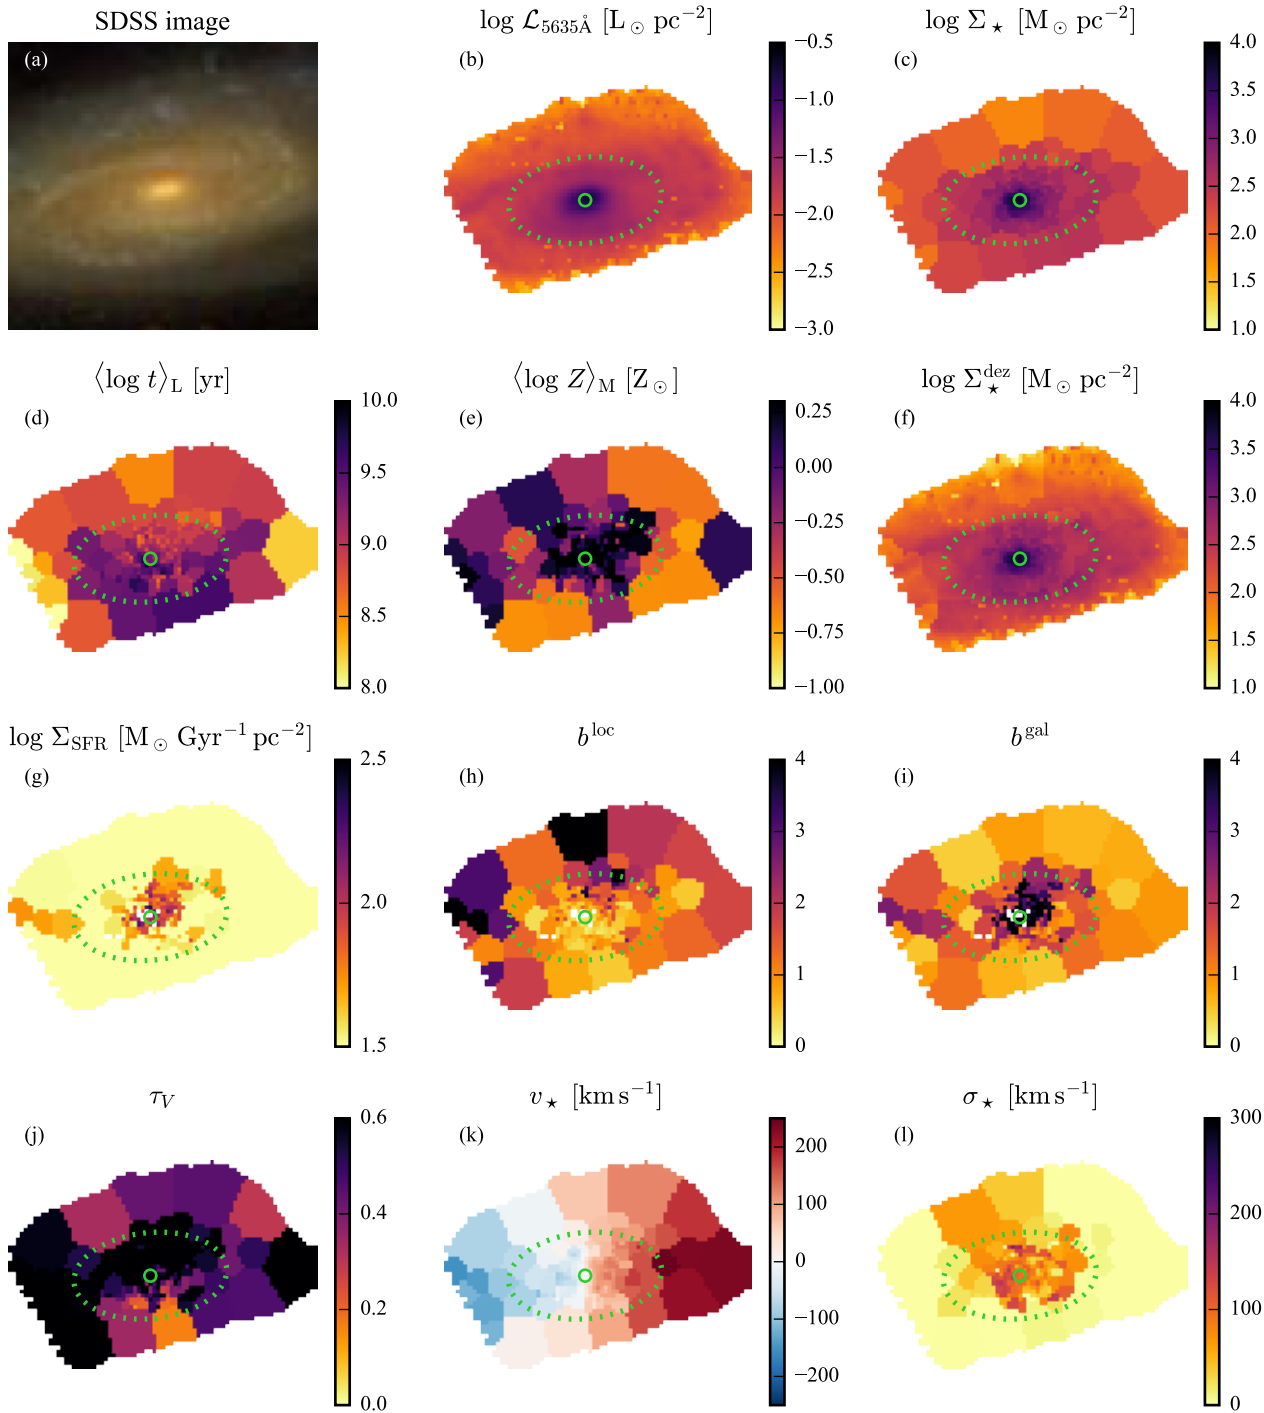 SDSS image
log ℒ₅₆₃₅Å [L⊙ pc⁻²]
log Σ⋆ [M⊙ pc⁻²]
(a)
(b)
−0.5
−1.0
−1.5
−2.0
−2.5
−3.0
(c)
4.0
3.5
3.0
2.5
2.0
1.5
1.0
⟨log t⟩L [yr]
⟨log Z⟩M [Z⊙]
log Σ⋆ᵈᵉᶻ [M⊙ pc⁻²]
(d)
10.0
9.5
9.0
8.5
8.0
(e)
0.25
0.00
−0.25
−0.50
−0.75
−1.00
(f)
4.0
3.5
3.0
2.5
2.0
1.5
1.0
log ΣSFR [M⊙ Gyr⁻¹ pc⁻²]
bˡᵒᶜ
bᵍᵃˡ
(g)
2.5
2.0
1.5
(h)
4
3
2
1
0
(i)
4
3
2
1
0
τV
v⋆ [km s⁻¹]
σ⋆ [km s⁻¹]
(j)
0.6
0.4
0.2
0.0
(k)
200
100
0
−100
−200
(l)
300
200
100
0